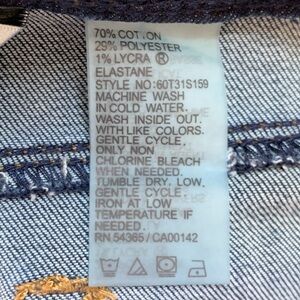 70% COTTON
29% POLYESTER
1% LYCRA ®
ELASTANE
STYLE NO:60T31S159
MACHINE WASH
IN COLD WATER.
WASH INSIDE OUT.
WITH LIKE COLORS.
GENTLE CYCLE.
ONLY NON
CHLORINE BLEACH
WHEN NEEDED.
TUMBLE DRY, LOW.
GENTLE CYCLE.
IRON AT LOW
TEMPERATURE IF
NEEDED.
RN 54365 / CA00142